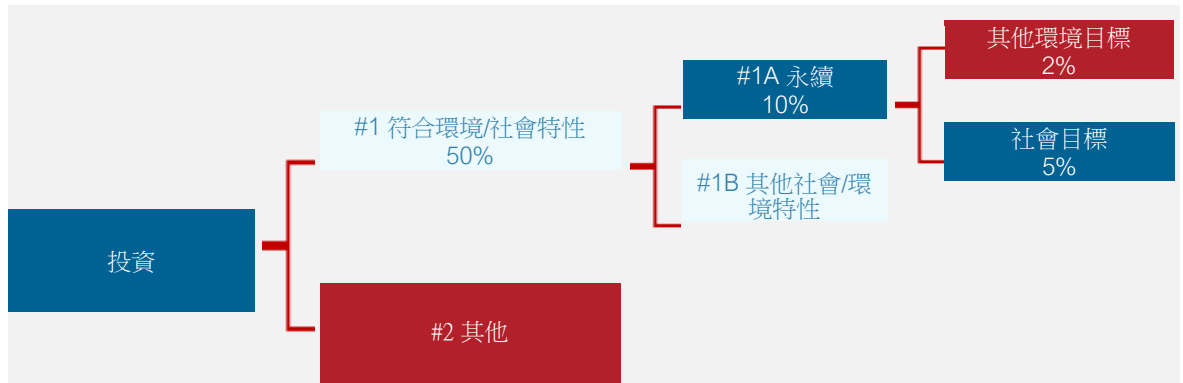 其他環境目標
2%
#1A 永續
10%
#1 符合環境/社會特性
50%
社會目標
5%
#1B 其他社會/環
境特性
投資
#2 其他